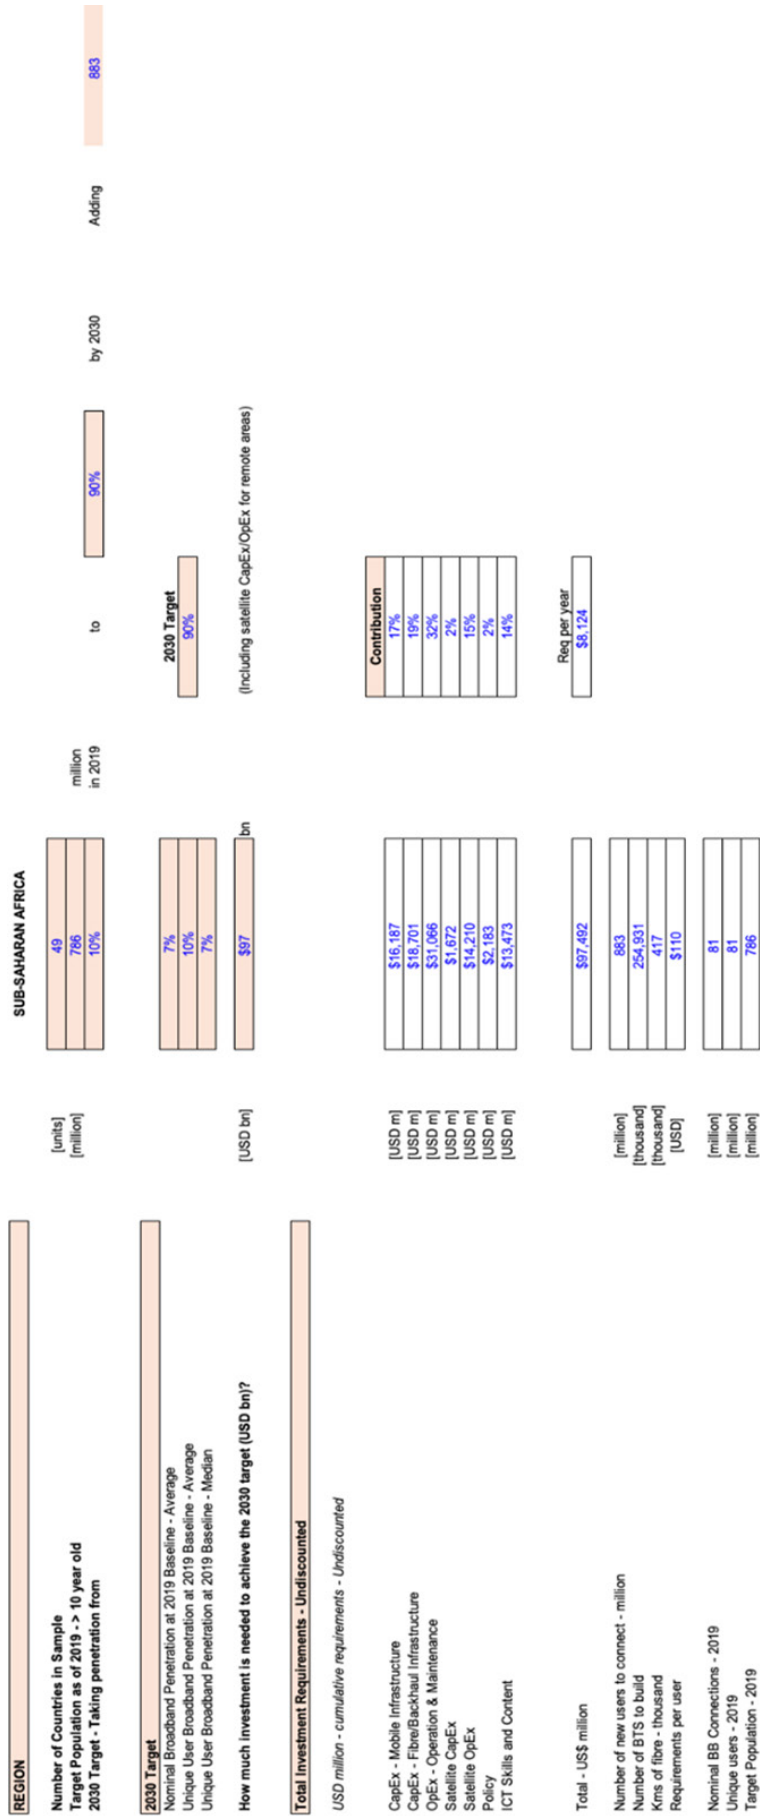 REGION SUB-SAHARAN AFRICA
Number of Countries in Sample [units] 49
Target Population as of 2019 - > 10 year old [million] 786 million
2030 Target - Taking penetration from 10% in 2019 to 90% by 2030 Adding 883
2030 Target 2030 Target
Nominal Broadband Penetration at 2019 Baseline - Average 7% 90%
Unique User Broadband Penetration at 2019 Baseline - Average 10%
Unique User Broadband Penetration at 2019 Baseline - Median 7%
How much investment is needed to achieve the 2030 target (USD bn)? [USD bn] $97 bn (Including satellite CapEx/OpEx for remote areas)
Total Investment Requirements - Undiscounted
USD million - cumulative requirements - Undiscounted
Contribution
CapEx - Mobile Infrastructure [USD m] $16,187 17%
CapEx - Fibre/Backhaul Infrastructure [USD m] $18,701 19%
OpEx - Operation & Maintenance [USD m] $31,066 32%
Satellite CapEx [USD m] $1,672 2%
Satellite OpEx [USD m] $14,210 15%
Policy [USD m] $2,183 2%
ICT Skills and Content [USD m] $13,473 14%
Req per year
Total - US$ million $97,492 $8,124
Number of new users to connect - million [million] 883
Number of BTS to build [thousand] 254,931
Kms of fibre - thousand [thousand] 417
Requirements per user [USD] $110
Nominal BB Connections - 2019 [million] 81
Unique users - 2019 [million] 81
Target Population - 2019 [million] 786